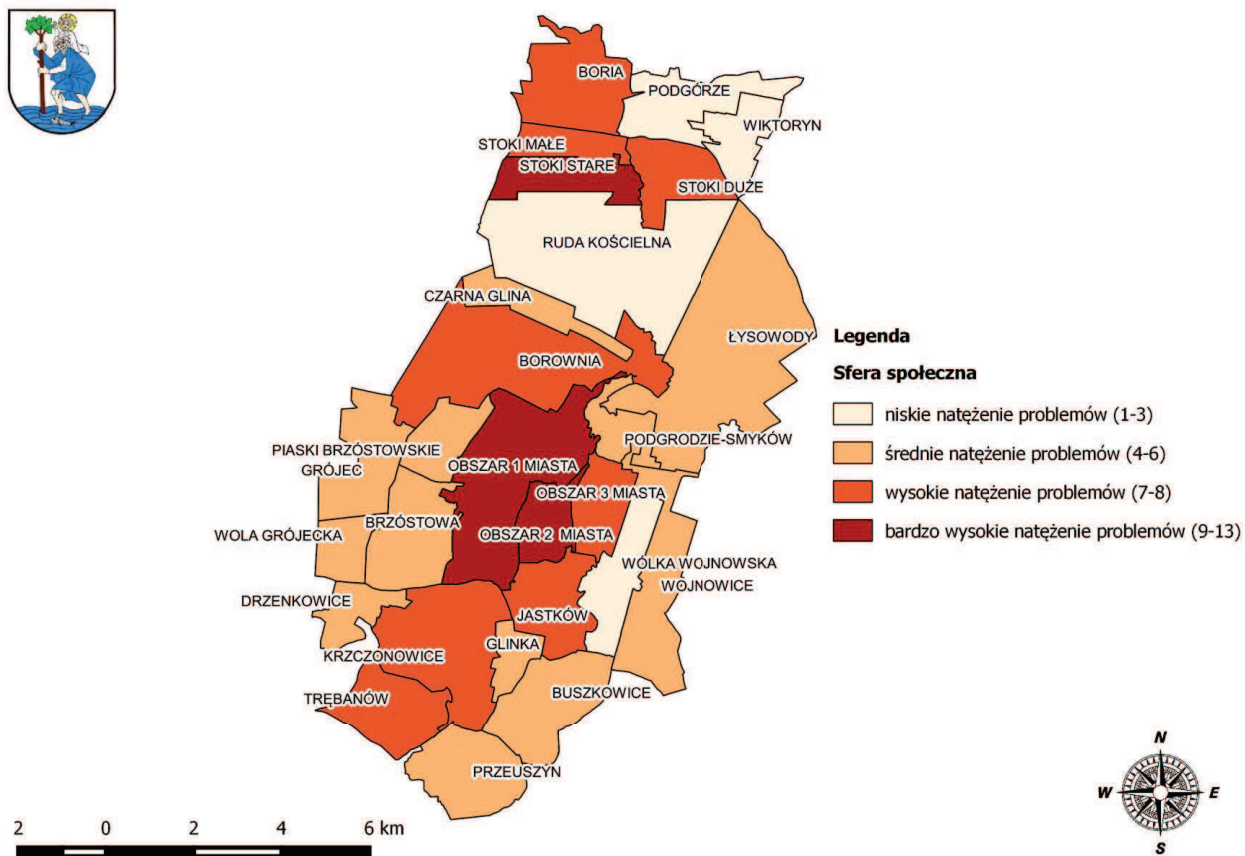 BORIA
PODGÓRZE
WIKTORYN
STOKI MAŁE
STOKI STARE
STOKI DUŻE
RUDA KOŚCIELNA
CZARNA GLINA
ŁYSOWODY
BOROWNIA
PODGRODZIE-SMYKÓW
PIASKI BRZÓSTOWSKIE
GRÓJEC
OBSZAR 1 MIASTA
OBSZAR 3 MIASTA
BRZÓSTOWA
WOLA GRÓJECKA
OBSZAR 2 MIASTA
WÓLKA WOJNOWSKA
WOJNOWICE
DRZENKOWICE
JASTKÓW
GLINKA
KRZCZONOWICE
BUSZKOWICE
TRĘBANÓW
PRZEUSZYN
Legenda
Sfera społeczna
niskie natężenie problemów (1-3)
średnie natężenie problemów (4-6)
wysokie natężenie problemów (7-8)
bardzo wysokie natężenie problemów (9-13)
2 0 2 4 6 km
N
W E
S